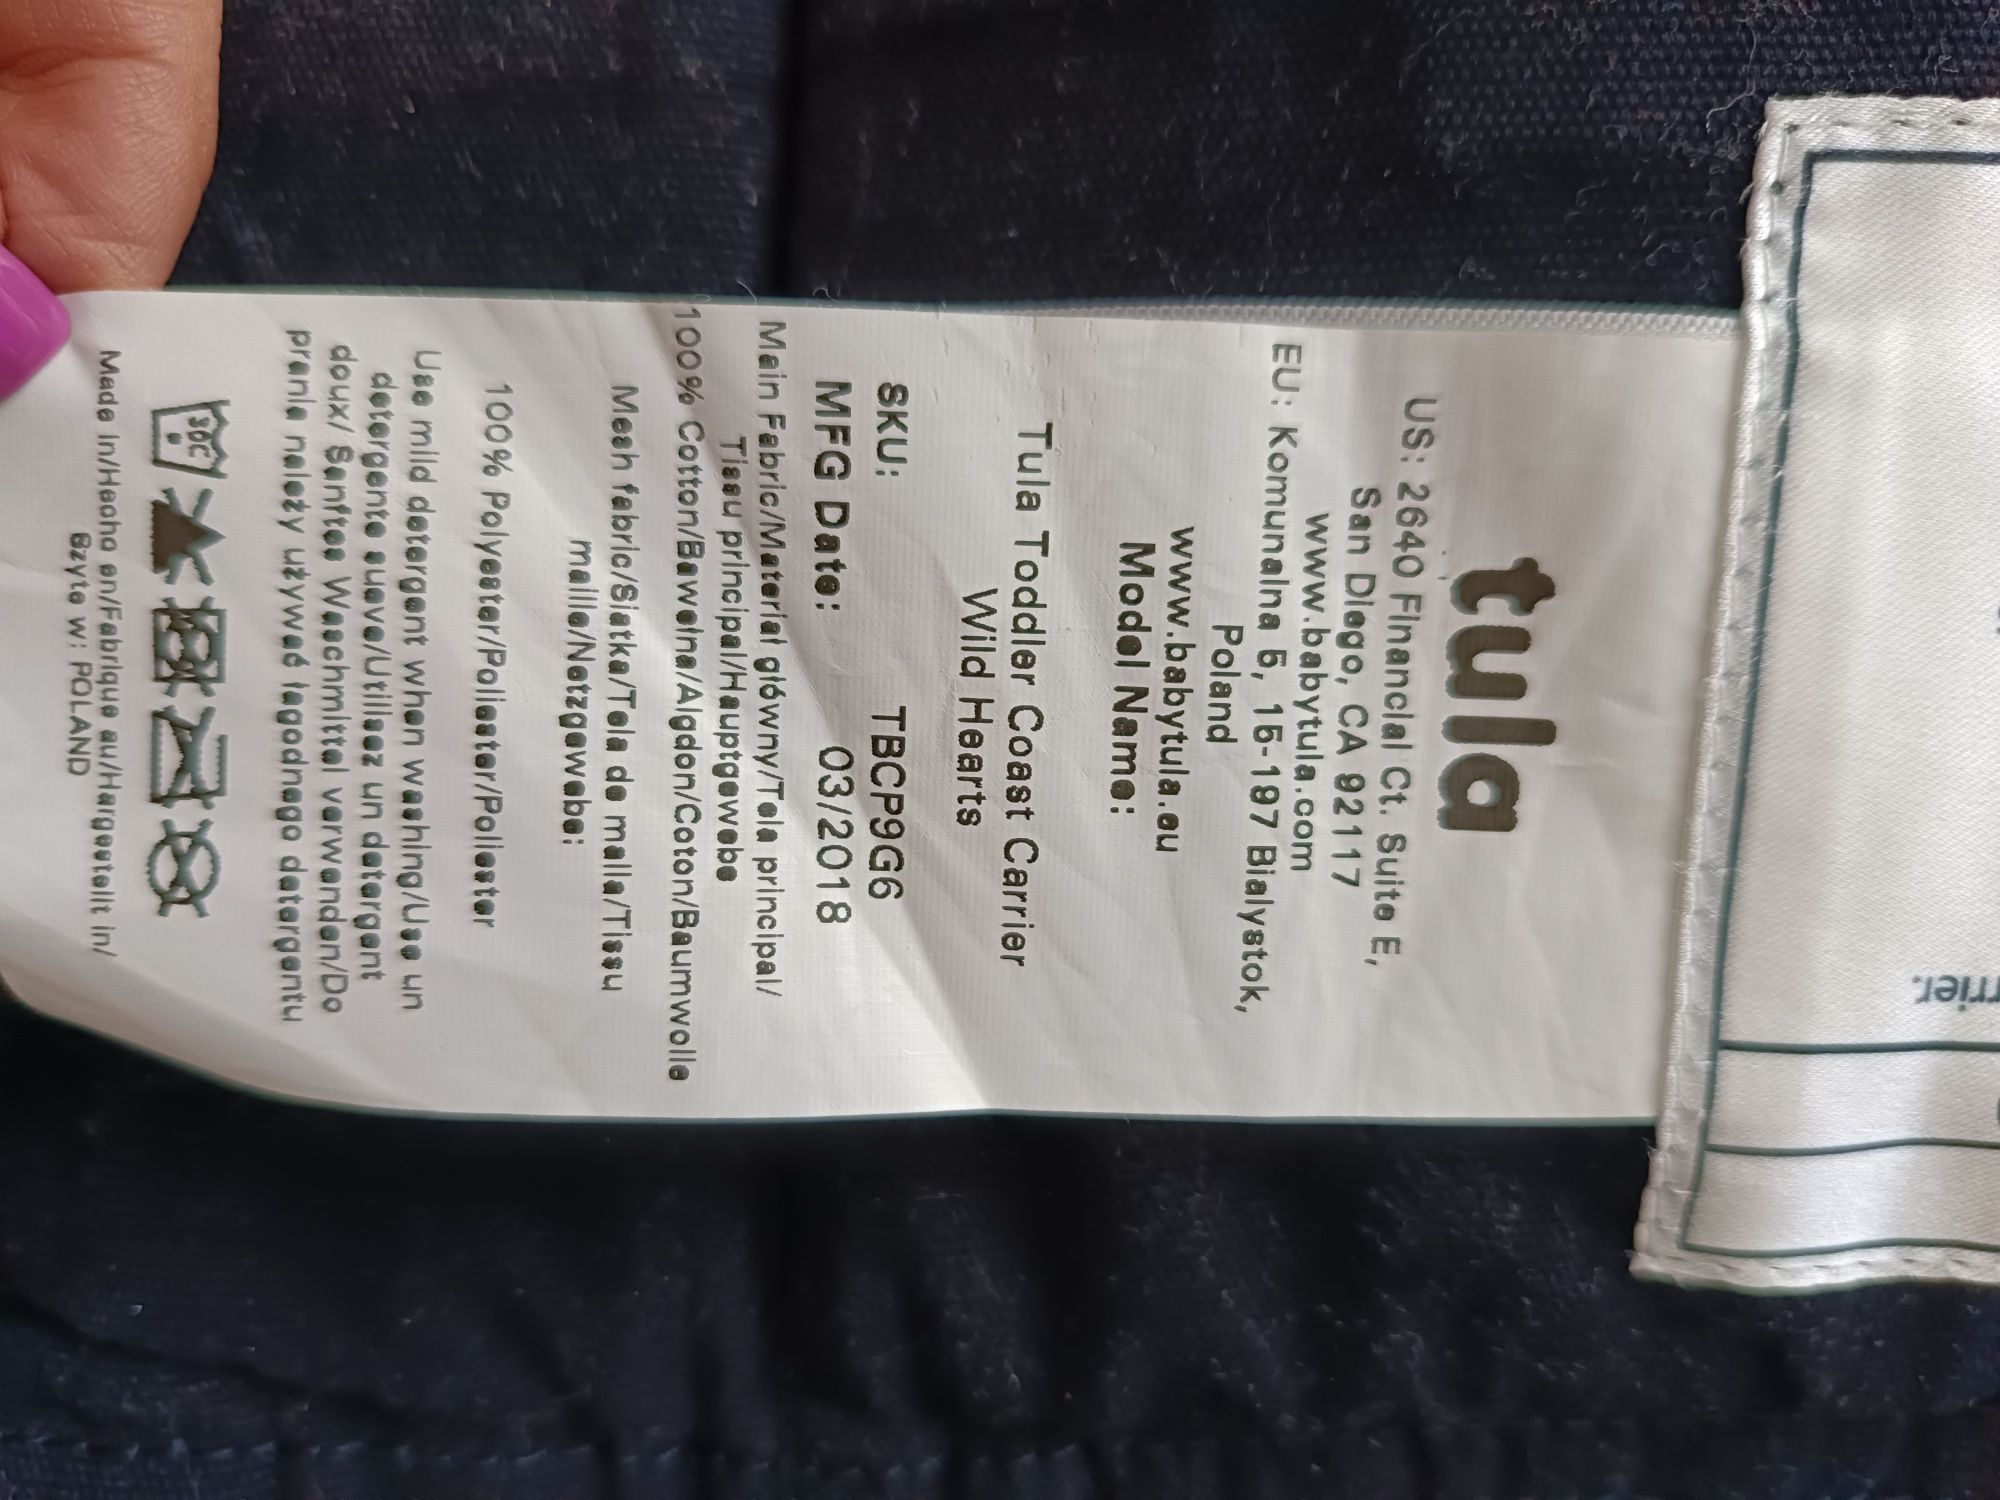 tula
US: 2640 Financial Ct. Suite E,
San Diego, CA 92117
www.babytula.com
EU: Komunalna 5, 15-197 Bialystok,
Poland
www.babytula.eu
Model Name:
Tula Toddler Coast Carrier
Wild Hearts
SKU: TBCP9G6
MFG Date: 03/2018
Main Fabric/Materiał główny/Tela principal/
Tissu principal/Hauptgewebe
100% Cotton/Bawełna/Algdon/Coton/Baumwolle
Mesh fabric/Siatka/Tela de malla/Tissu
maille/Netzgewebe:
100% Polyester/Poliester/Poliester
Use mild detergent when washing/Use un
detergente suave/Utilisez un detergent
doux/ Sanftes Waschmittel verwenden/Do
pranie należy używać łagodnego detergentu
30C
Made in/Hecho en/Fabrique au/Hergestellt in/
Szyte w: POLAND
rrier.